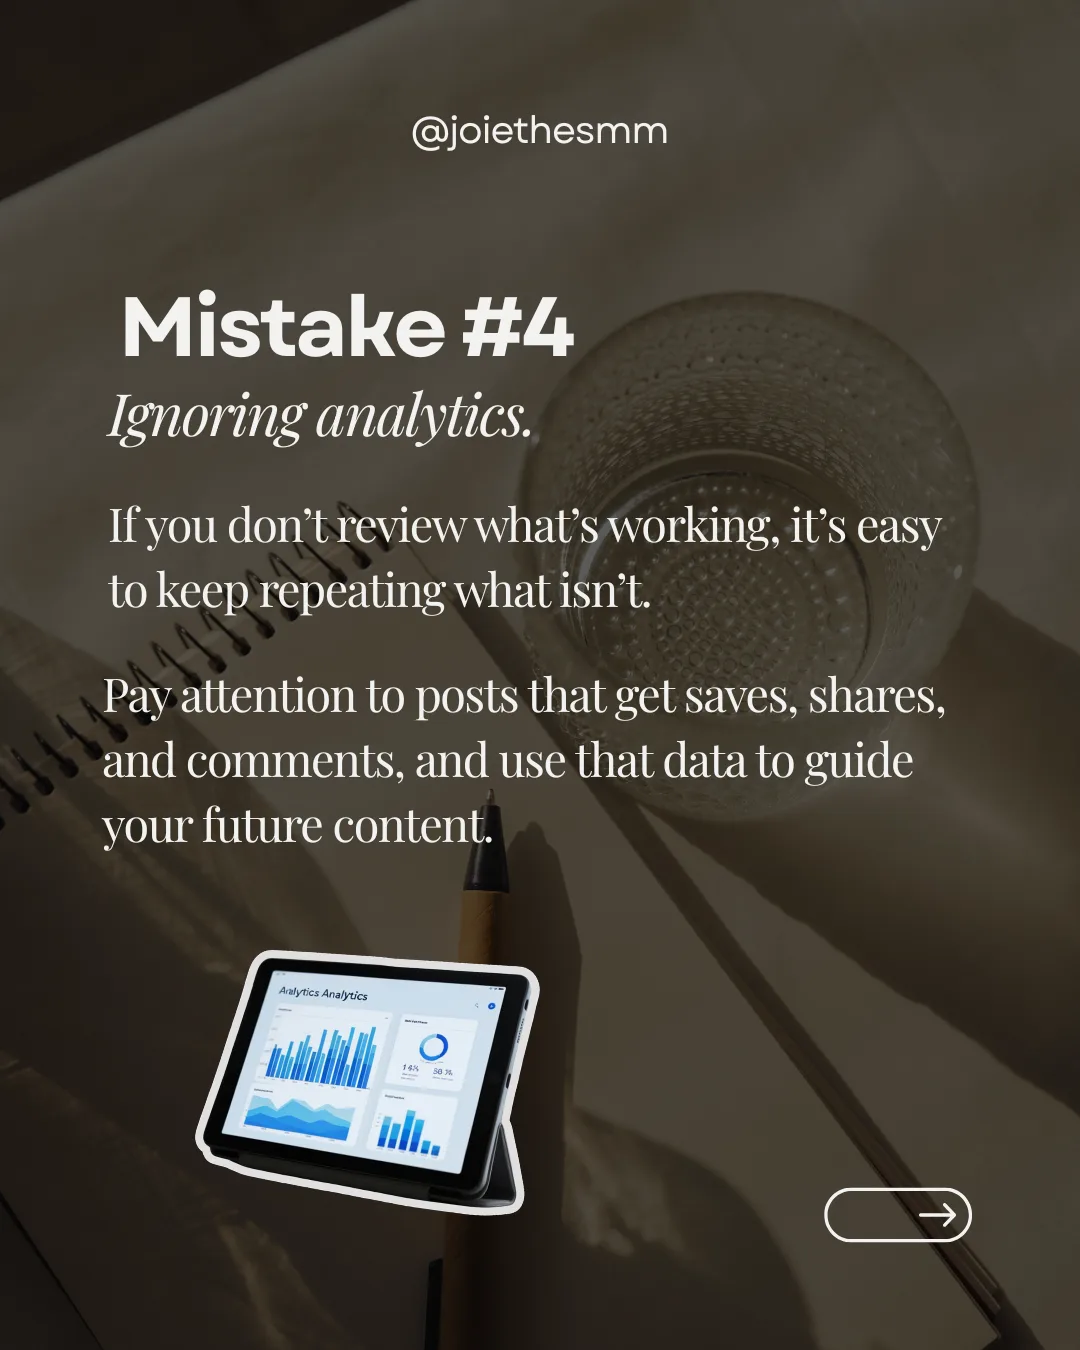 @joiethesmm
Mistake #4
Ignoring analytics.
If you don’t review what’s working, it’s easy
to keep repeating what isn’t.
Pay attention to posts that get saves, shares,
and comments, and use that data to guide
your future content.
Analytics Analytics